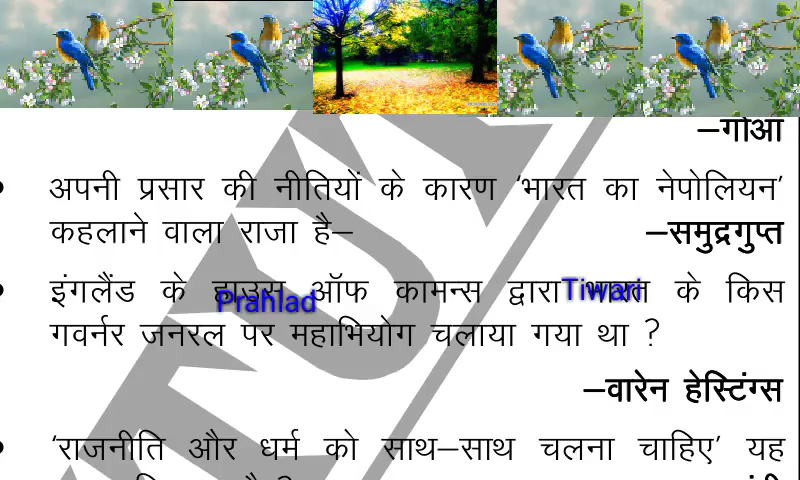 –गोआ
• अपनी प्रसार की नीतियों के कारण 'भारत का नेपोलियन'
कहलाने वाला राजा है– –समुद्रगुप्त
• इंगलैंड के हाउस ऑफ कामन्स द्वारा भारत के किस
Prahlad Tiwari
गवर्नर जनरल पर महाभियोग चलाया गया था ?
–वारेन हेस्टिंग्स
• 'राजनीति और धर्म को साथ–साथ चलना चाहिए' यह